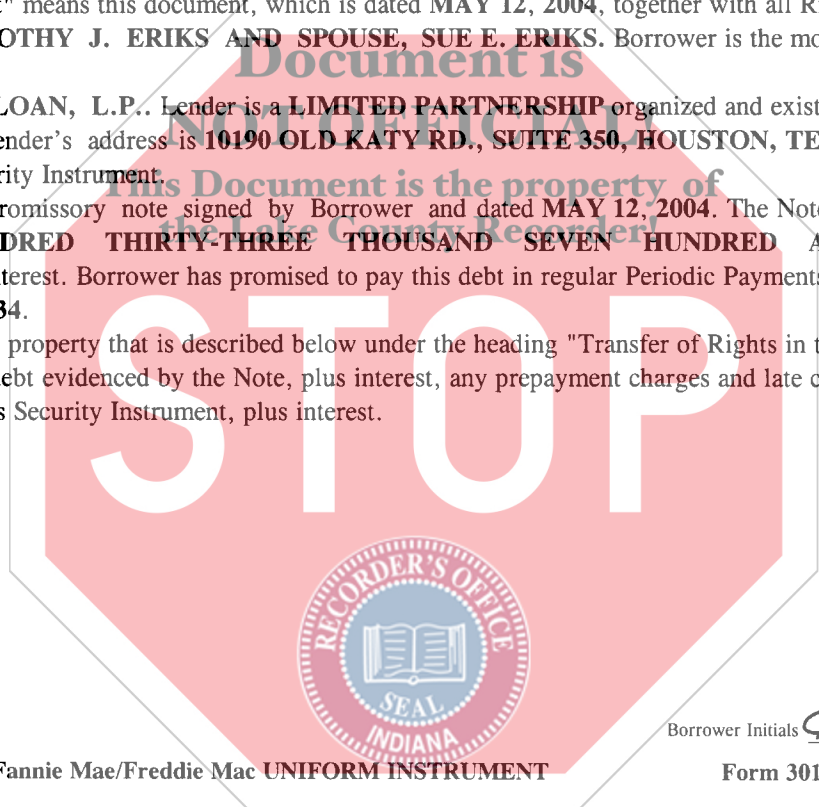 " means this document, which is dated MAY 12, 2004, together with all R
OTHY J. ERIKS AND SPOUSE, SUE E. ERIKS. Borrower is the mo
Document is
LOAN, L.P.. Lender is a LIMITED PARTNERSHIP organized and exist
NOT OFFICIAL
ender's address is 10190 OLD KATY RD., SUITE 350, HOUSTON, TE
rity Instrument.
This Document is the property of
romissory note signed by Borrower and dated MAY 12, 2004. The Note
the Lake County Recorder!
DRED THIRTY-THREE THOUSAND SEVEN HUNDRED A
terest. Borrower has promised to pay this debt in regular Periodic Payments
34.
STOP
property that is described below under the heading "Transfer of Rights in t
ebt evidenced by the Note, plus interest, any prepayment charges and late c
s Security Instrument, plus interest.
RECORDER'S OFFICE
SEAL
INDIANA
Borrower Initials
Fannie Mae/Freddie Mac UNIFORM INSTRUMENT Form 301